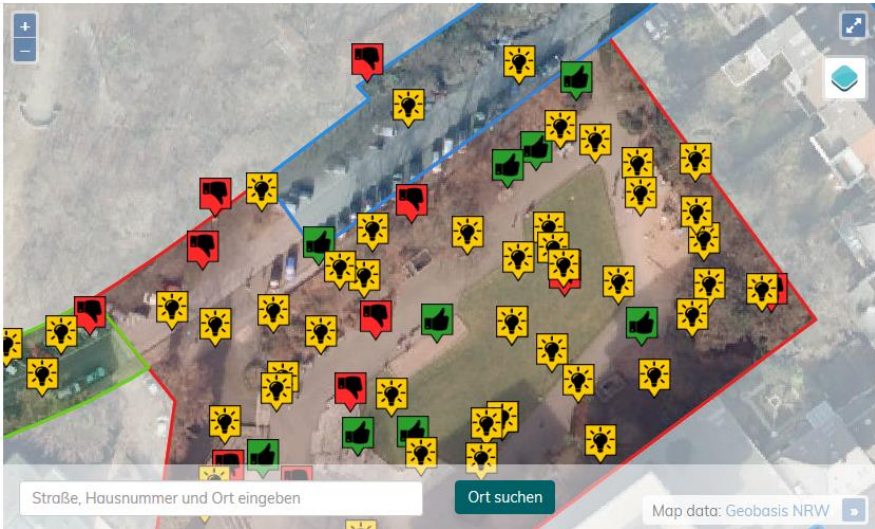 +
−
Straße, Hausnummer und Ort eingeben
Ort suchen
Map data: Geobasis NRW
»